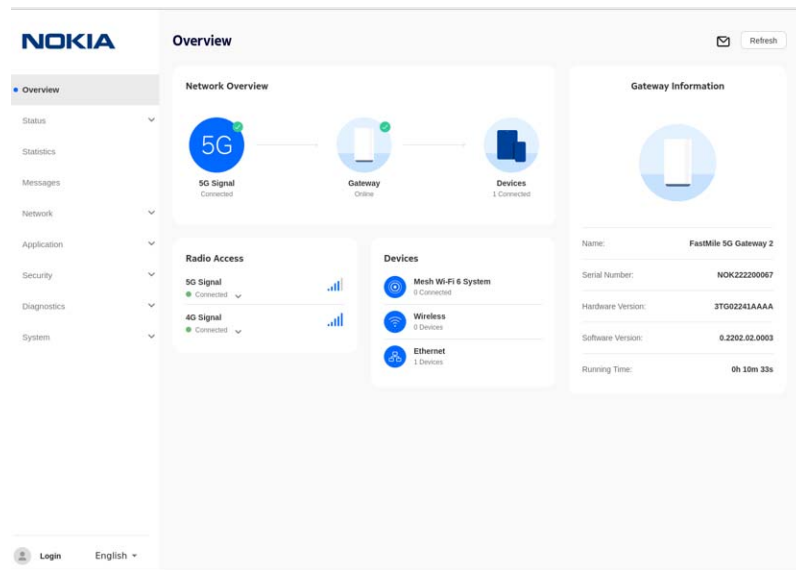 NOKIA
Overview
Refresh
Overview
Status
Statistics
Messages
Network
Application
Security
Diagnostics
System
Login
English
Network Overview
5G
5G Signal
Connected
Gateway
Online
Devices
1 Connected
Radio Access
5G Signal
Connected
4G Signal
Connected
Devices
Mesh Wi-Fi 6 System
0 Connected
Wireless
0 Devices
Ethernet
1 Devices
Gateway Information
Name: FastMile 5G Gateway 2
Serial Number: NOK222200067
Hardware Version: 3TG02241AAAA
Software Version: 0.2202.02.0003
Running Time: 0h 10m 33s